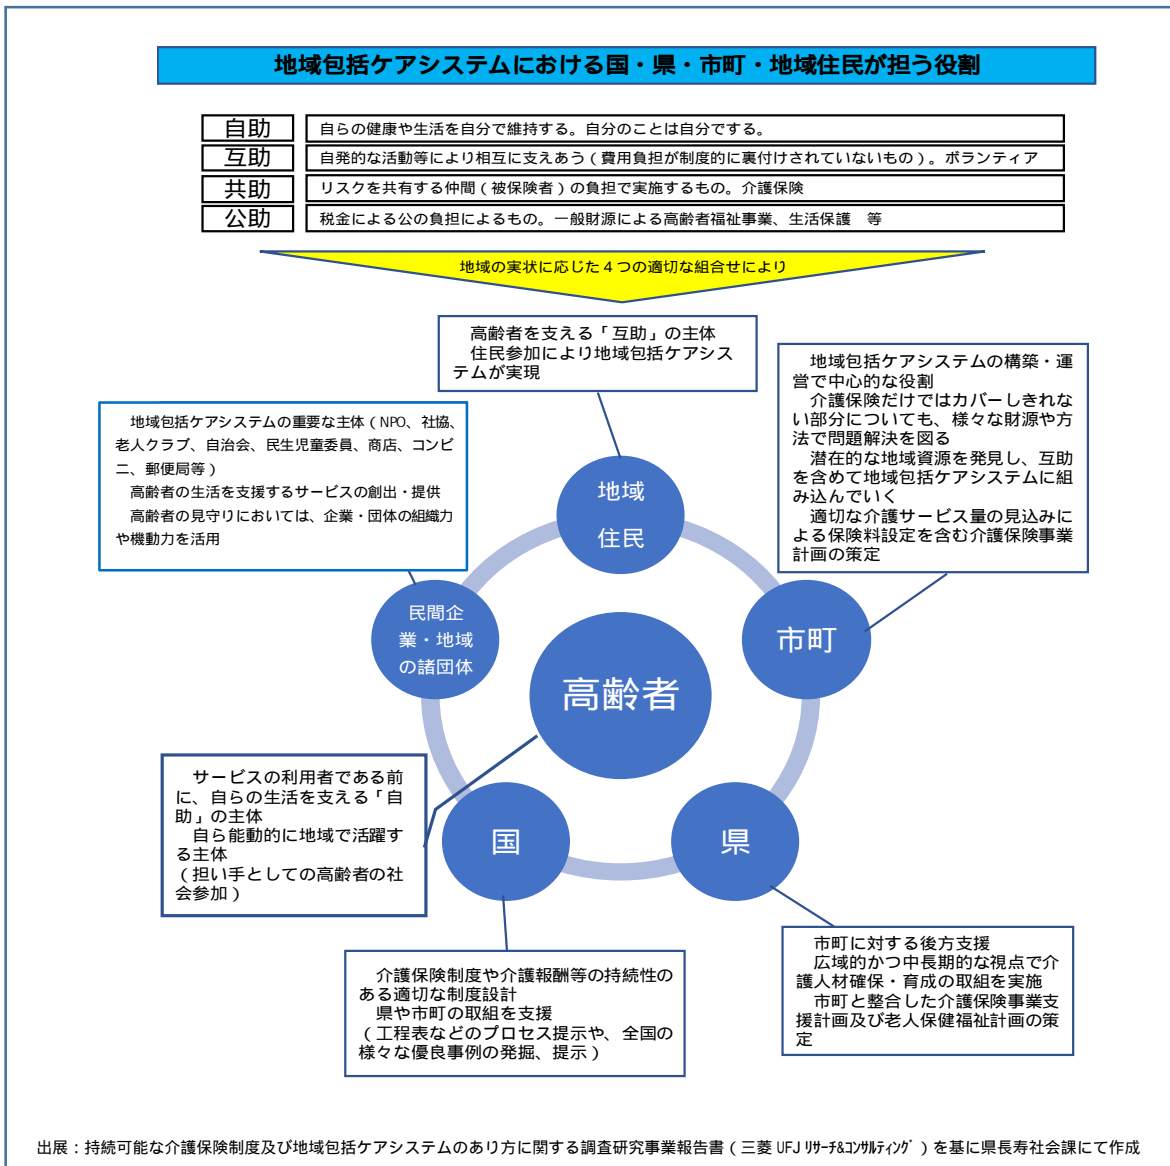 地域包括ケアシステムにおける国・県・市町・地域住民が担う役割
自助
自らの健康や生活を自分で維持する。自分のことは自分でする。
互助
自発的な活動等により相互に支えあう（費用負担が制度的に裏付けされていないもの）。ボランティア
共助
リスクを共有する仲間（被保険者）の負担で実施するもの。介護保険
公助
税金による公の負担によるもの。一般財源による高齢者福祉事業、生活保護　等
地域の実状に応じた４つの適切な組合せにより
高齢者を支える「互助」の主体
住民参加により地域包括ケアシス
テムが実現
地域包括ケアシステムの構築・運
営で中心的な役割
介護保険だけではカバーしきれ
ない部分についても、様々な財源や方
法で問題解決を図る
潜在的な地域資源を発見し、互助
を含めて地域包括ケアシステムに組
み込んでいく
適切な介護サービス量の見込みに
よる保険料設定を含む介護保険事業
計画の策定
地域包括ケアシステムの重要な主体（NPO、社協、
老人クラブ、自治会、民生児童委員、商店、コンビ
ニ、郵便局等）
高齢者の生活を支援するサービスの創出・提供
高齢者の見守りにおいては、企業・団体の組織力
や機動力を活用
地域
住民
民間企
業・地域
の諸団体
市町
高齢者
サービスの利用者である前
に、自らの生活を支える「自
助」の主体
自ら能動的に地域で活躍す
る主体
（担い手としての高齢者の社
会参加）
国
県
介護保険制度や介護報酬等の持続性の
ある適切な制度設計
県や市町の取組を支援
（工程表などのプロセス提示や、全国の
様々な優良事例の発掘、提示）
市町に対する後方支援
広域的かつ中長期的な視点で介
護人材確保・育成の取組を実施
市町と整合した介護保険事業支
援計画及び老人保健福祉計画の策
定
出展：持続可能な介護保険制度及び地域包括ケアシステムのあり方に関する調査研究事業報告書（三菱 UFJ ﾘｻｰﾁ&ｺﾝｻﾙﾃｨﾝｸﾞ）を基に県長寿社会課にて作成